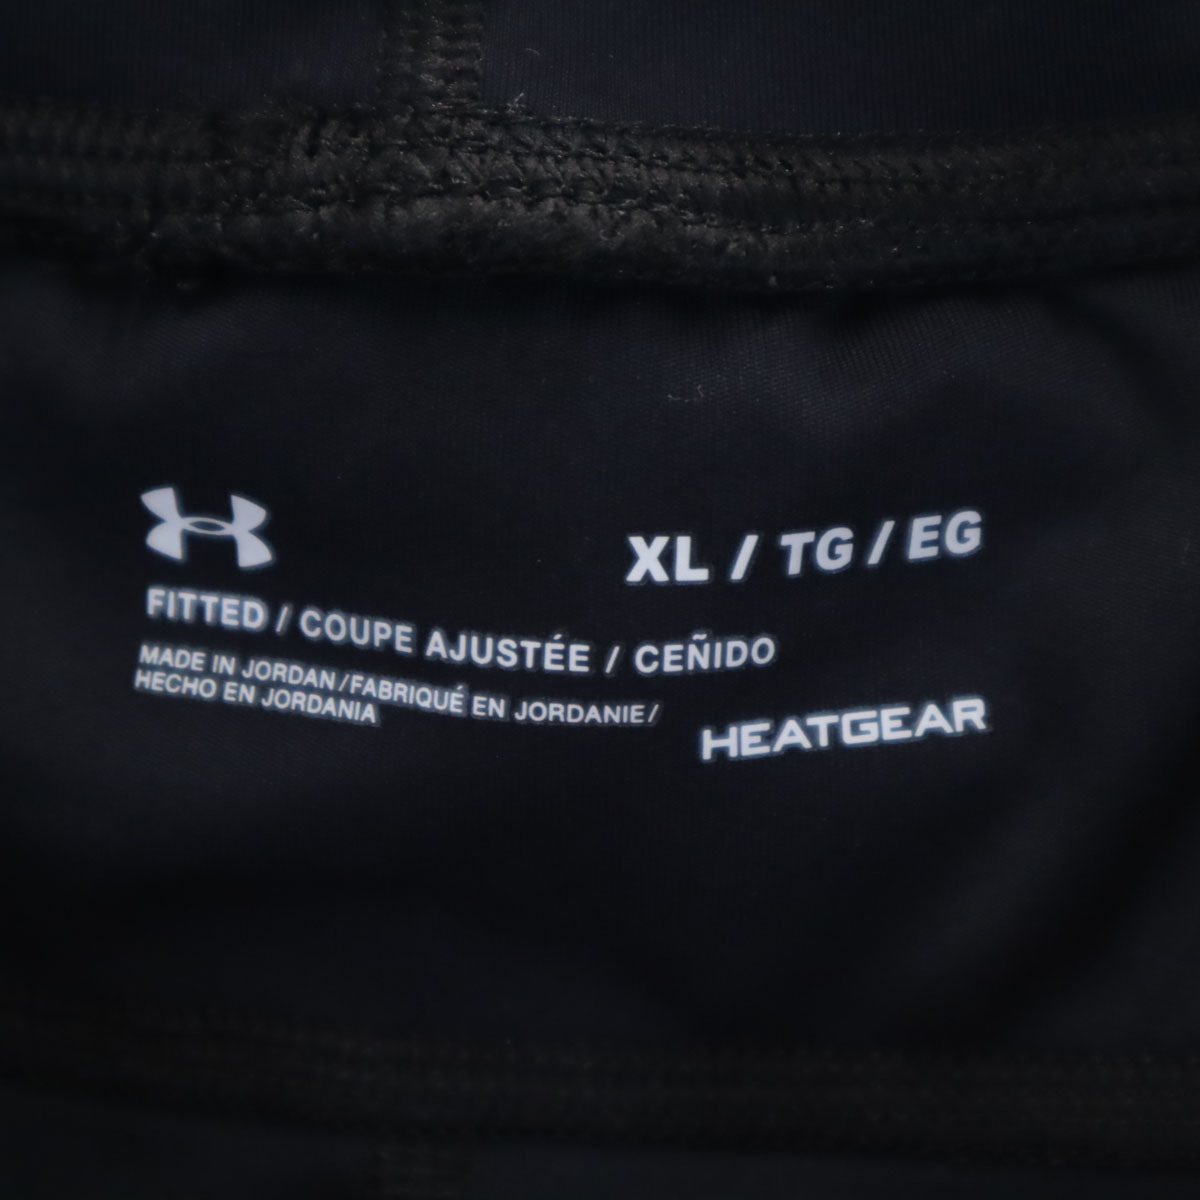 XL / TG / EG
FITTED / COUPE AJUSTÉE / CEÑIDO
MADE IN JORDAN/FABRIQUÉ EN JORDANIE/
HECHO EN JORDANIA
HEATGEAR